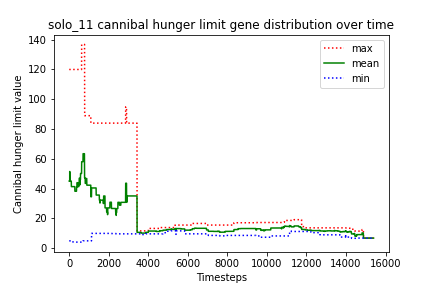 solo_11 cannibal hunger limit gene distribution over time
Cannibal hunger limit value
140
120
100
80
60
40
20
0
max
mean
min
0 2000 4000 6000 8000 10000 12000 14000 16000
Timesteps